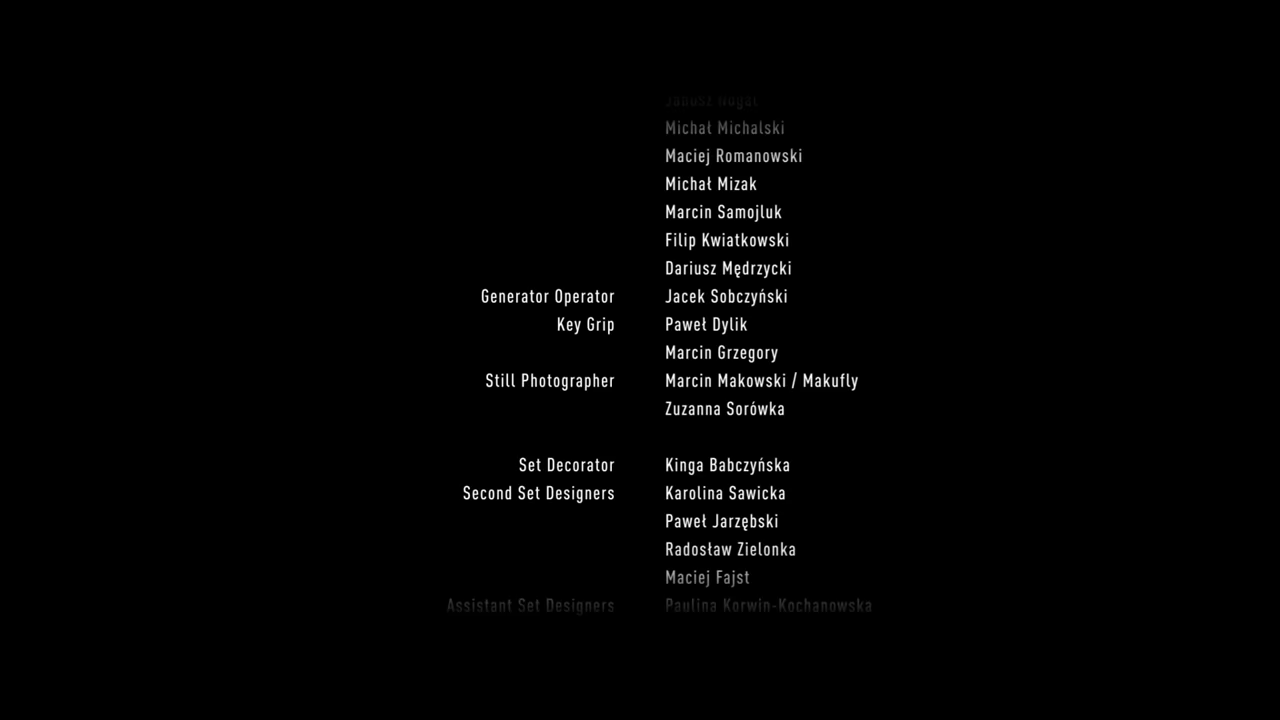 Janusz Nogal
Michał Michalski
Maciej Romanowski
Michał Mizak
Marcin Samojluk
Filip Kwiatkowski
Dariusz Mędrzycki
Generator Operator Jacek Sobczyński
Key Grip Paweł Dylik
Marcin Grzegory
Still Photographer Marcin Makowski / Makufly
Zuzanna Sorówka
Set Decorator Kinga Babczyńska
Second Set Designers Karolina Sawicka
Paweł Jarzębski
Radosław Zielonka
Maciej Fajst
Assistant Set Designers Paulina Korwin-Kochanowska